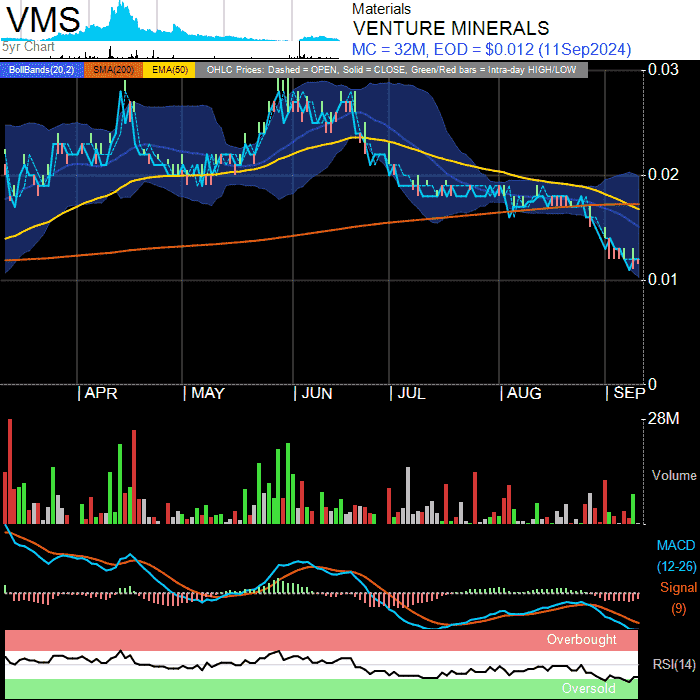 VMS
5yr Chart
Materials
VENTURE MINERALS
MC = 32M, EOD = $0.012 (11Sep2024)
BollBands(20,2) SMA(200) EMA(50) OHLC Prices: Dashed = OPEN, Solid = CLOSE, Green/Red bars = Intra-day HIGH/LOW
0.03
0.02
0.01
0
| APR | MAY | JUN | JUL | AUG | SEP
28M
Volume
MACD
(12-26)
Signal
(9)
Overbought
RSI(14)
Oversold